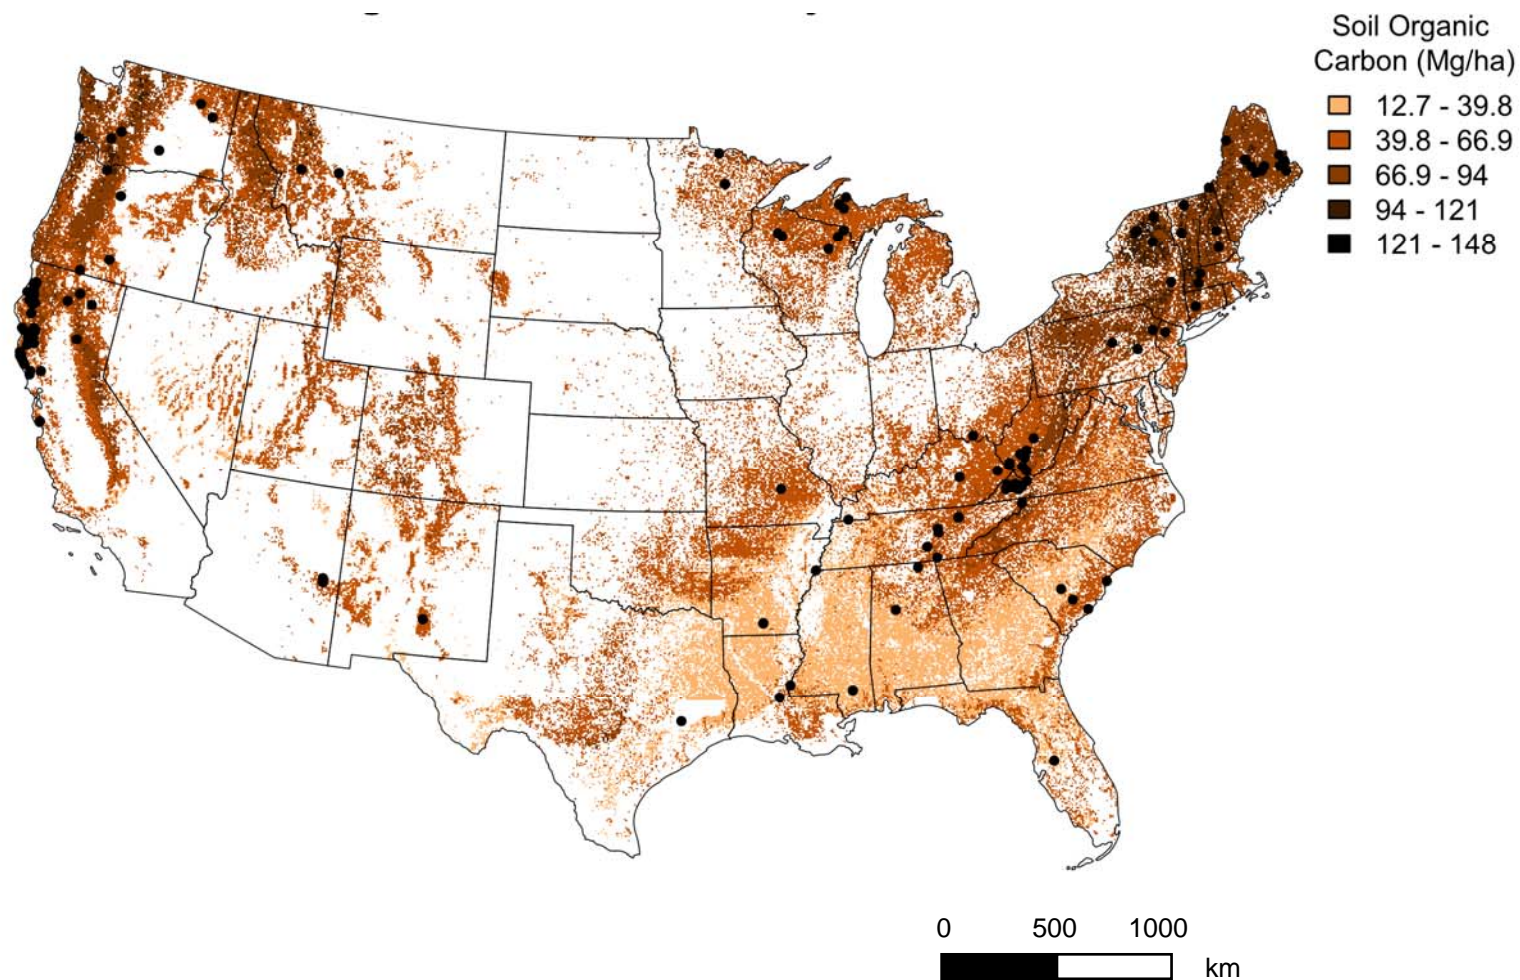 Soil Organic
Carbon (Mg/ha)
12.7 - 39.8
39.8 - 66.9
66.9 - 94
94 - 121
121 - 148
0 500 1000
km